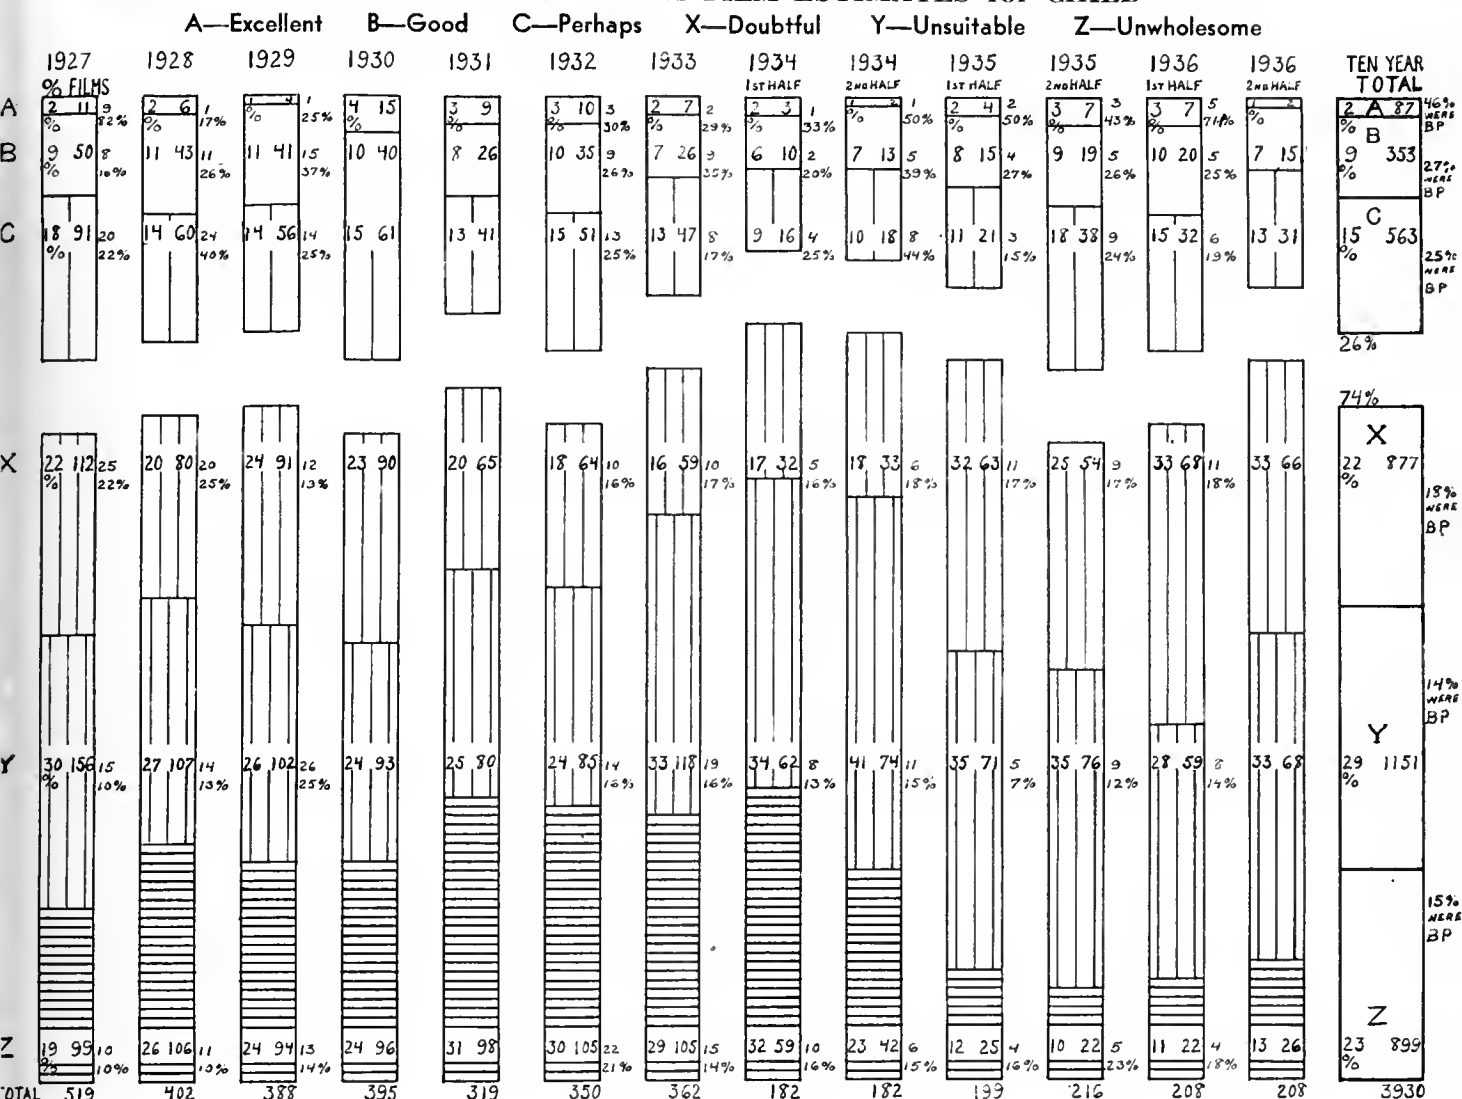 FILM ESTIMATES for CHILD
A—Excellent B—Good C—Perhaps X—Doubtful Y—Unsuitable Z—Unwholesome
1927 1928 1929 1930 1931 1932 1933 1934 1934 1935 1935 1936 1936 TEN YEAR
% FILMS 1ST HALF 2ND HALF 1ST HALF 2ND HALF 1ST HALF 2ND HALF TOTAL
A 2 11 9 2 6 1 1 4 1 4 15 3 9 3 10 3 2 7 2 2 3 1 1 2 1 2 4 2 3 7 3 3 7 5 1 2 2 A 87 46%
% 82% % 17% % 25% % % % 30% % 29% % 33% % 50% % 50% % 43% % 71% % % WERE BP
B 9 50 8 11 43 11 11 41 15 10 40 8 26 10 35 9 7 26 9 6 10 2 7 13 5 8 15 4 9 19 5 10 20 5 7 15 B 9 353 27%
% 16% 26% 37% 26% 35% 20% 39% 27% 26% 25% % WERE BP
C 18 91 20 14 60 24 14 56 14 15 61 13 41 15 51 13 13 47 8 9 16 4 10 18 8 11 21 3 18 38 9 15 32 6 13 31 C 15 563 25%
% 22% 40% 25% 25% 17% 25% 44% 15% 24% 19% % WERE BP
26%
74%
X 22 112 25 20 80 20 24 91 12 23 90 20 65 18 64 10 16 59 10 17 32 5 18 33 6 32 63 11 25 54 9 33 68 11 33 66 X 22 877 18%
% 22% 25% 13% 16% 17% 16% 18% 17% 17% 18% % WERE BP
Y 30 156 15 27 107 14 26 102 26 24 93 25 80 24 85 14 33 118 19 34 62 8 41 74 11 35 71 5 35 76 9 28 59 8 33 68 Y 29 1151 14%
% 10% 13% 25% 16% 16% 13% 15% 7% 12% 14% % WERE BP
Z 19 99 10 26 106 11 24 94 13 24 96 31 98 30 105 22 29 105 15 32 59 10 23 42 6 12 25 4 10 22 5 11 22 4 13 26 Z 23 899 15%
% 10% 10% 14% 21% 14% 16% 15% 16% 23% 18% % WERE BP
TOTAL 519 402 388 395 319 350 362 182 182 199 216 208 208 3930